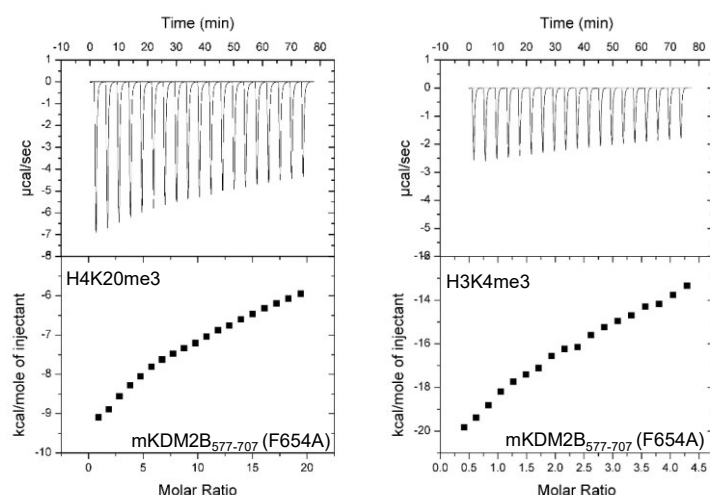 Time (min)
-10 0 10 20 30 40 50 60 70 80
1
0
-1
-2
-3
-4
-5
-6
-7
-8
µcal/sec
H4K20me3
-6
-7
-8
-9
-10
kcal/mole of injectant
mKDM2B577-707 (F654A)
0 5 10 15 20
Molar Ratio
Time (min)
-10 0 10 20 30 40 50 60 70 80
1
0
-1
-2
-3
-4
-5
-6
µcal/sec
H3K4me3
-14
-16
-18
-20
kcal/mole of injectant
mKDM2B577-707 (F654A)
0.0 0.5 1.0 1.5 2.0 2.5 3.0 3.5 4.0 4.5
Molar Ratio